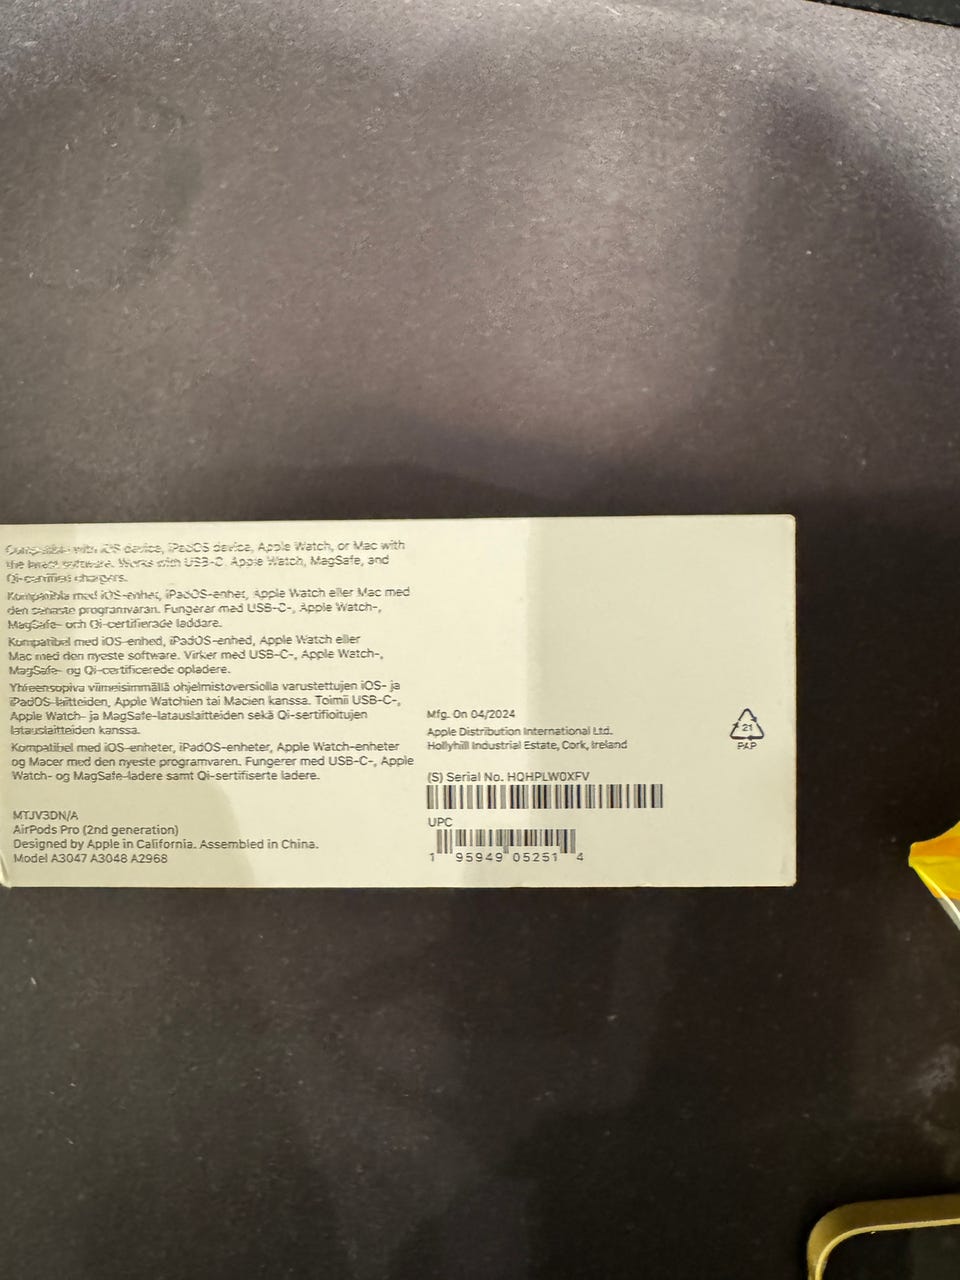 Compatible with iOS device, iPadOS device, Apple Watch, or Mac with
the latest software. Works with USB-C, Apple Watch, MagSafe, and
Qi-certified chargers.
Kompatibla med iOS-enhet, iPadOS-enhet, Apple Watch eller Mac med
den senaste programvaran. Fungerar med USB-C-, Apple Watch-,
MagSafe- och Qi-certifierade laddare.
Kompatibel med iOS-enhed, iPadOS-enhed, Apple Watch eller
Mac med den nyeste software. Virker med USB-C-, Apple Watch-,
MagSafe- og Qi-certificerede opladere.
Yhteensopiva viimeisimmällä ohjelmistoversiolla varustettujen iOS- ja
iPadOS-laitteiden, Apple Watchien tai Macien kanssa. Toimii USB-C-,
Apple Watch- ja MagSafe-latauslaitteiden sekä Qi-sertifioitujen
latauslaitteiden kanssa.
Kompatibel med iOS-enheter, iPadOS-enheter, Apple Watch-enheter
og Macer med den nyeste programvaren. Fungerer med USB-C-, Apple
Watch- og MagSafe-ladere samt Qi-sertifiserte ladere.
MTJV3DN/A
AirPods Pro (2nd generation)
Designed by Apple in California. Assembled in China.
Model A3047 A3048 A2968
Mfg. On 04/2024
Apple Distribution International Ltd.
Hollyhill Industrial Estate, Cork, Ireland
(S) Serial No. HQHPLW0XFV
UPC
1 95949 05251 4
21
PAP